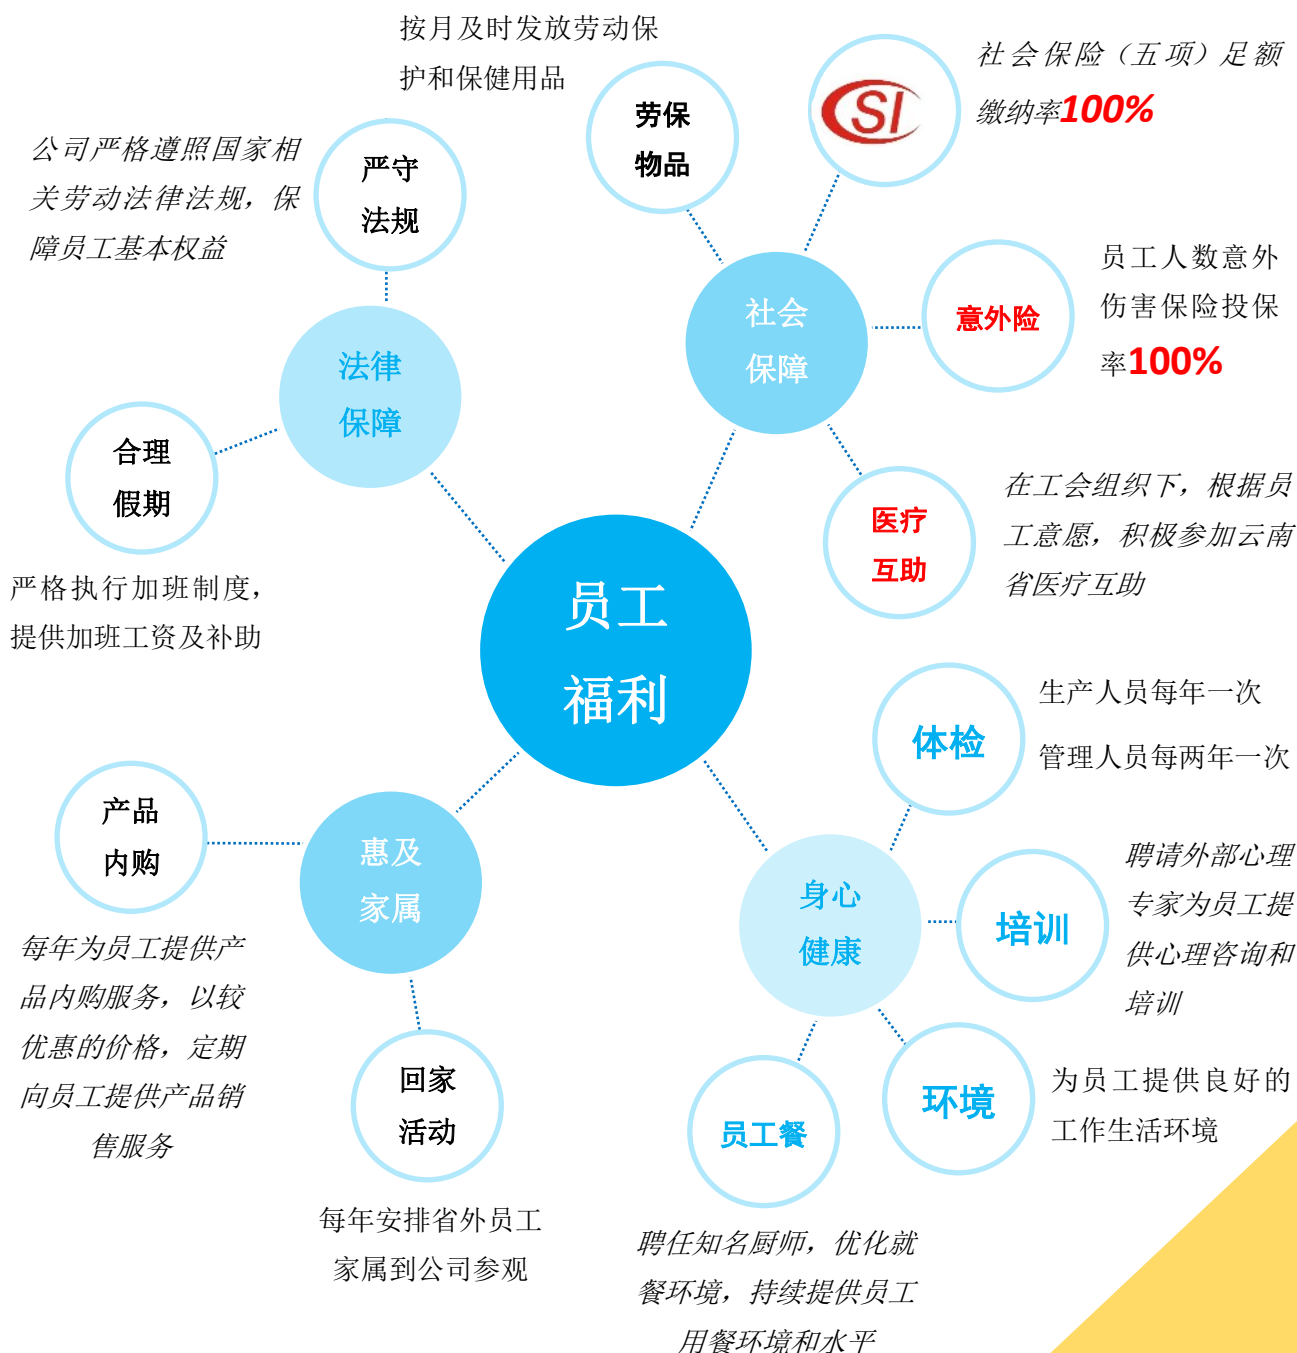 按月及时发放劳动保
护和保健用品
劳保
物品
SI
社会保险（五项）足额
缴纳率100%
公司严格遵照国家相
关劳动法律法规，保
障员工基本权益
严守
法规
社会
保障
意外险
员工人数意外
伤害保险投保
率100%
法律
保障
合理
假期
严格执行加班制度，
提供加班工资及补助
医疗
互助
在工会组织下，根据员
工意愿，积极参加云南
省医疗互助
员工
福利
体检
生产人员每年一次
管理人员每两年一次
产品
内购
每年为员工提供产
品内购服务，以较
优惠的价格，定期
向员工提供产品销
售服务
惠及
家属
回家
活动
每年安排省外员工
家属到公司参观
身心
健康
培训
聘请外部心理
专家为员工提
供心理咨询和
培训
环境
为员工提供良好的
工作生活环境
员工餐
聘任知名厨师，优化就
餐环境，持续提供员工
用餐环境和水平